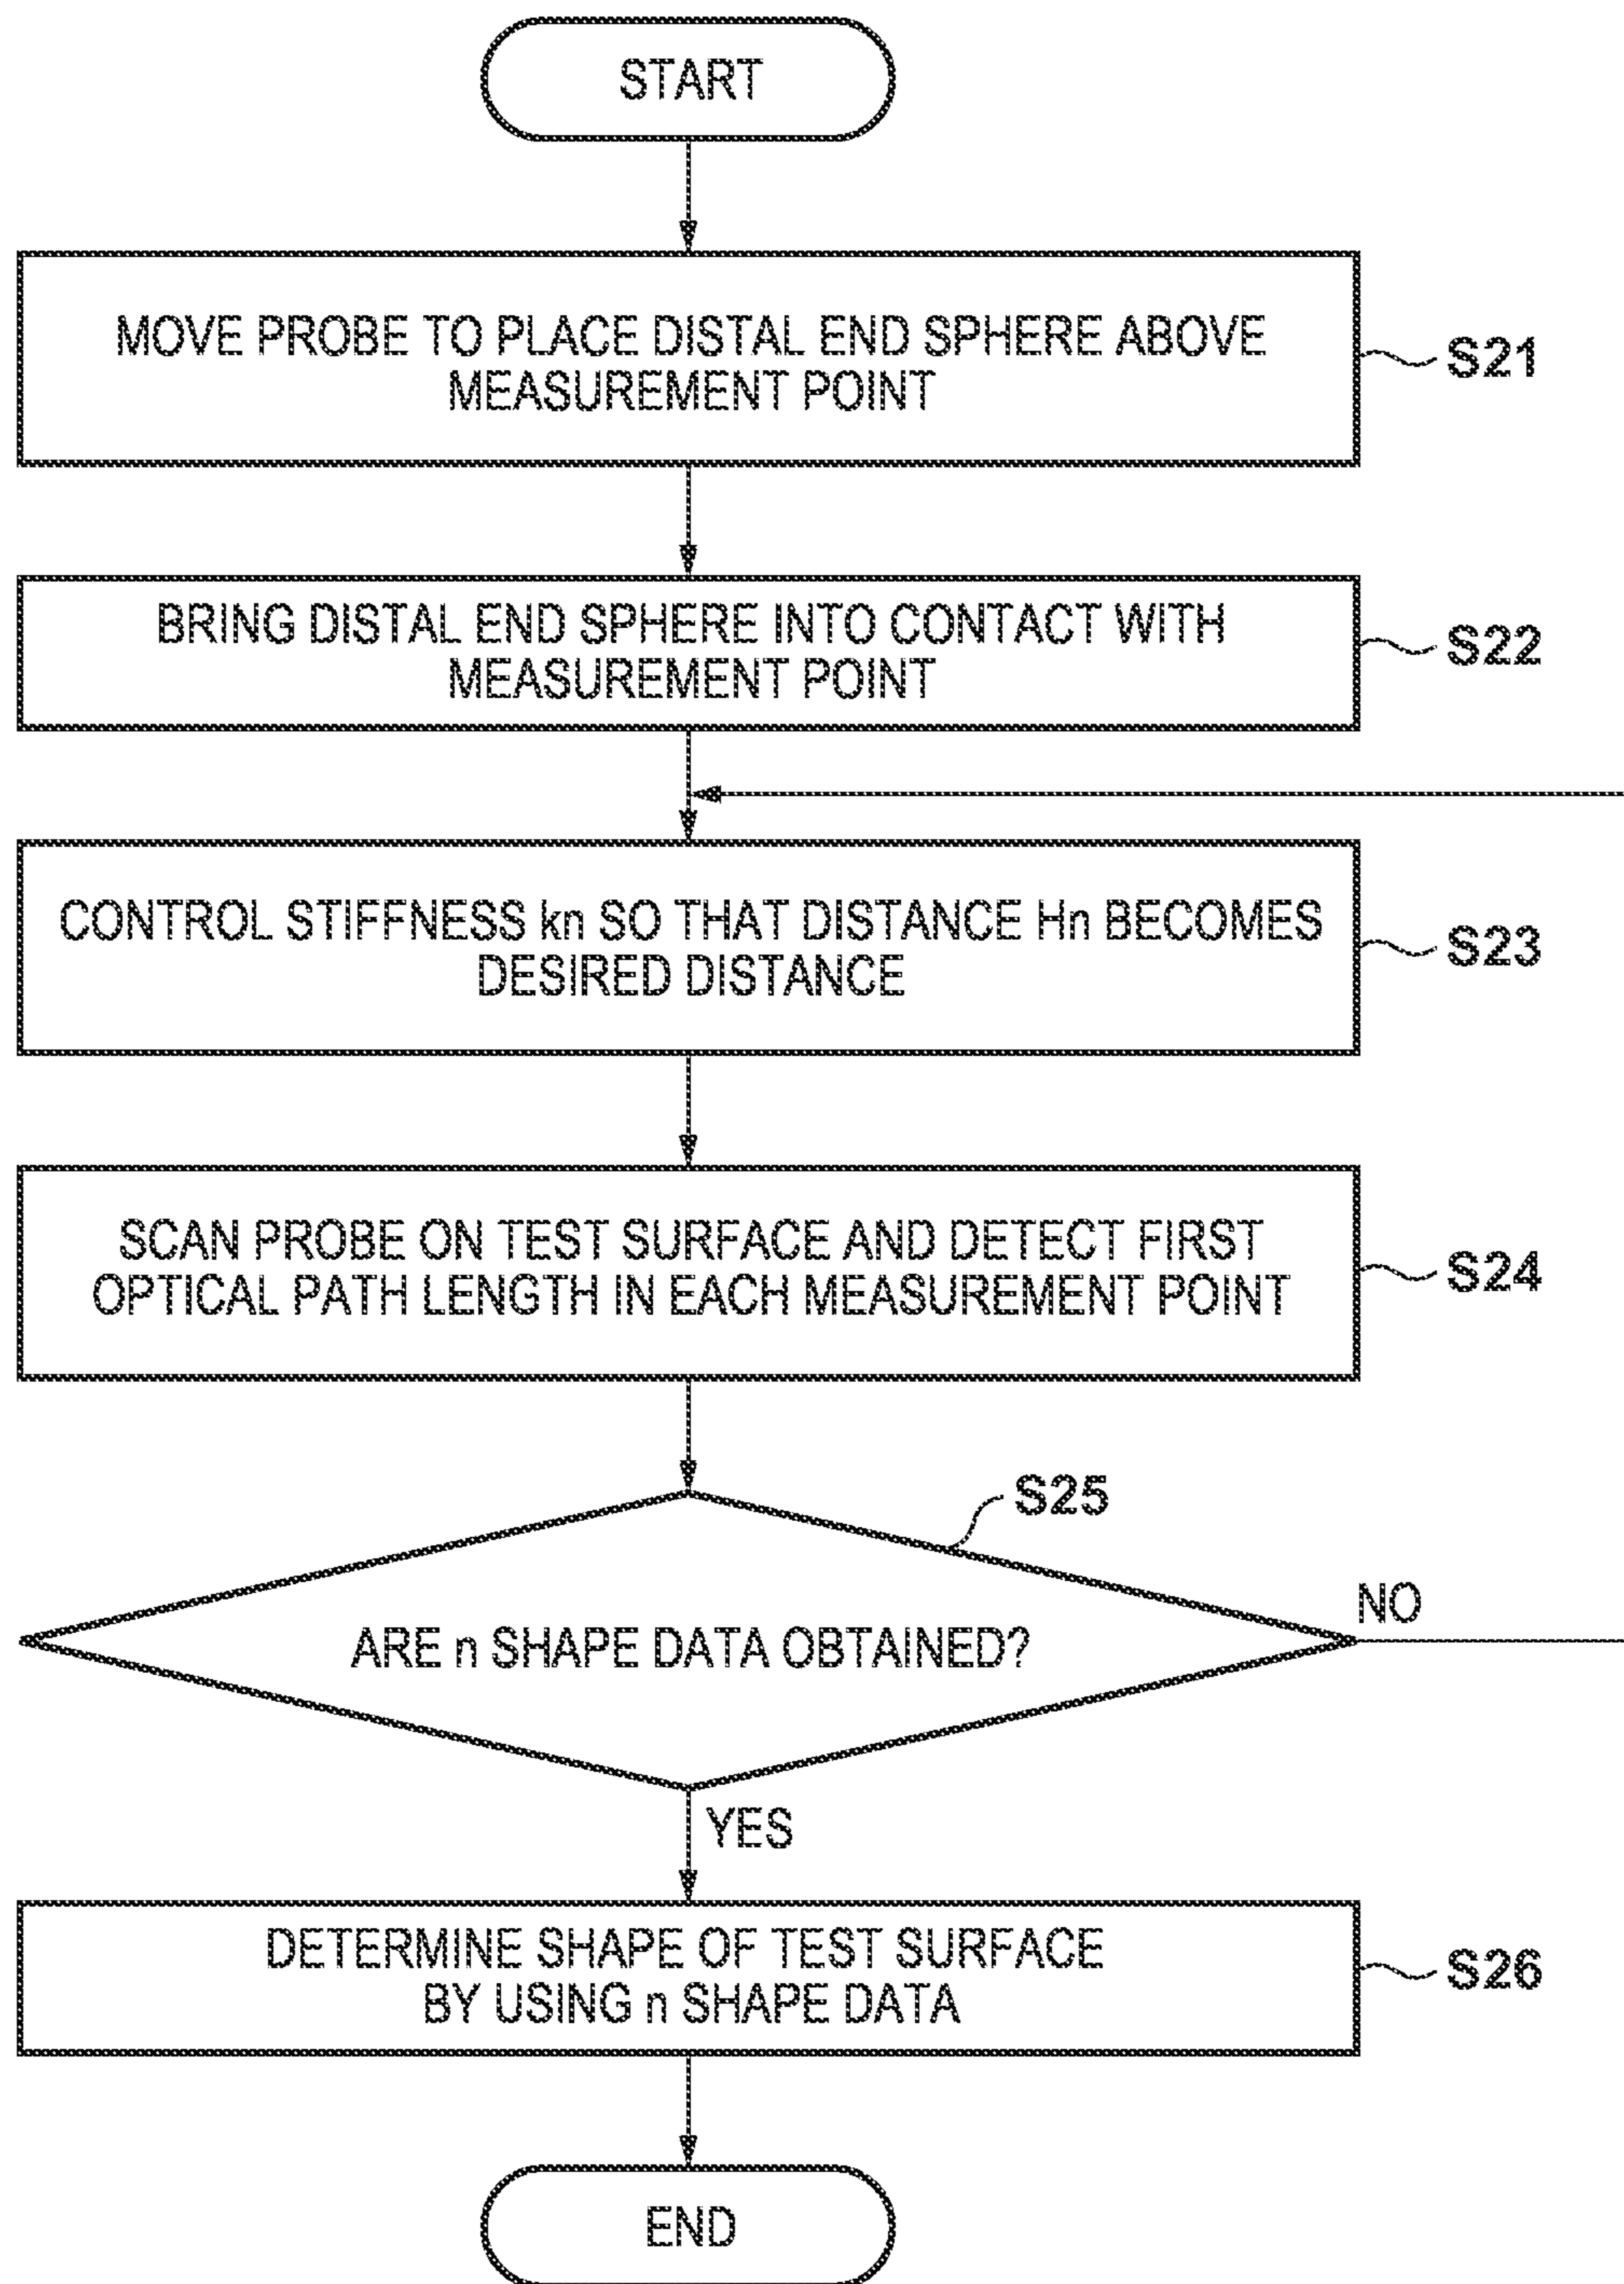 START
MOVE PROBE TO PLACE DISTAL END SPHERE ABOVE
MEASUREMENT POINT
S21
BRING DISTAL END SPHERE INTO CONTACT WITH
MEASUREMENT POINT
S22
CONTROL STIFFNESS kn SO THAT DISTANCE Hn BECOMES
DESIRED DISTANCE
S23
SCAN PROBE ON TEST SURFACE AND DETECT FIRST
OPTICAL PATH LENGTH IN EACH MEASUREMENT POINT
S24
S25
ARE n SHAPE DATA OBTAINED?
NO
YES
DETERMINE SHAPE OF TEST SURFACE
BY USING n SHAPE DATA
S26
END